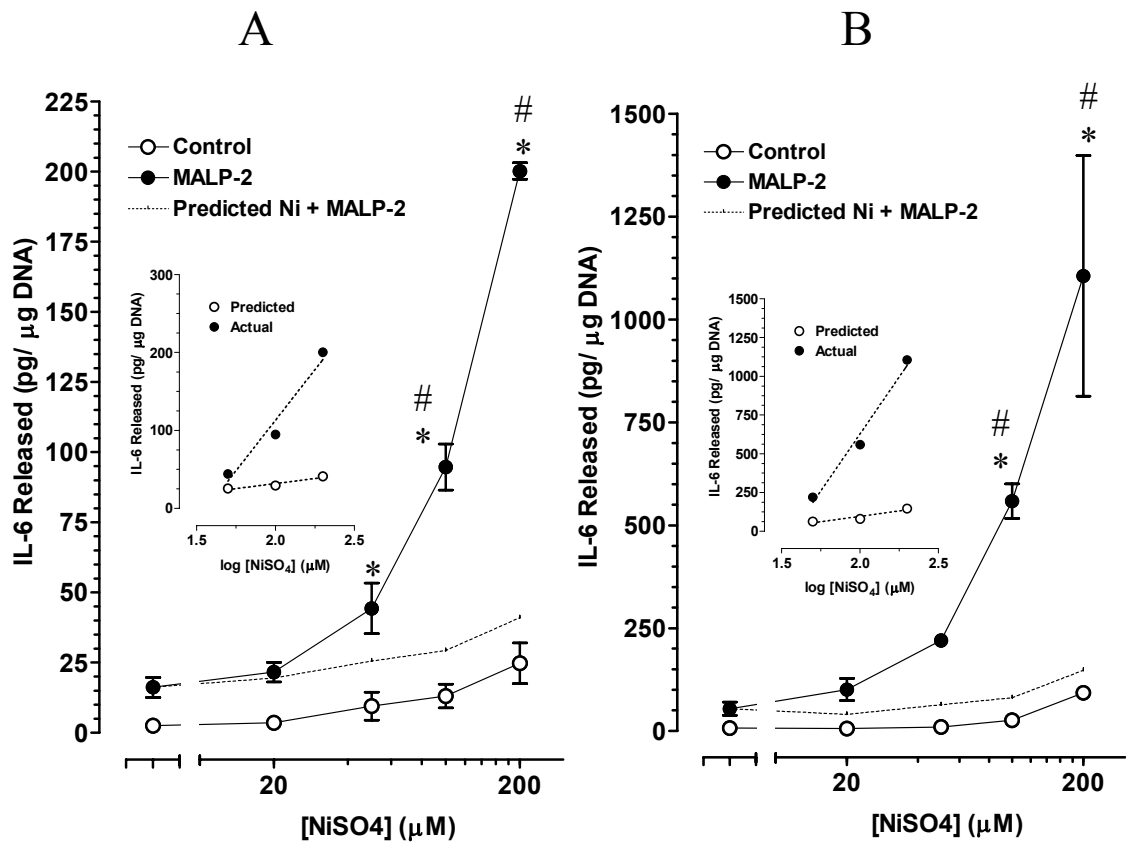 A
225
200
175
150
125
100
75
50
25
0
IL-6 Released (pg/ μg DNA)
Control
MALP-2
Predicted Ni + MALP-2
#
*
#
*
*
300
200
100
0
IL-6 Released (pg/ μg DNA)
Predicted
Actual
1.5 2.0 2.5
log [NiSO₄] (μM)
20 200
[NiSO4] (μM)
B
1500
1250
1000
750
500
250
0
IL-6 Released (pg/ μg DNA)
Control
MALP-2
Predicted Ni + MALP-2
#
*
#
*
1500
1250
1000
750
500
250
0
IL-6 Released (pg/ μg DNA)
Predicted
Actual
1.5 2.0 2.5
log [NiSO₄] (μM)
20 200
[NiSO4] (μM)